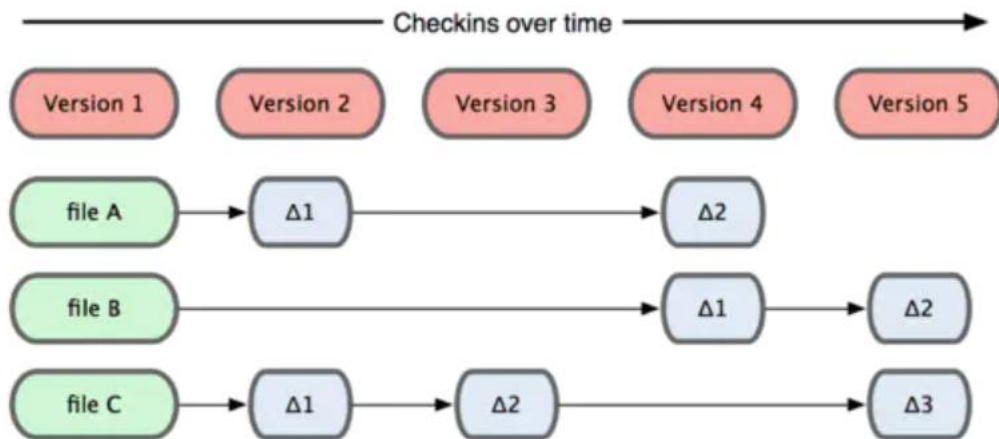 Checkins over time
Version 1 Version 2 Version 3 Version 4 Version 5
file A Δ1 Δ2
file B Δ1 Δ2
file C Δ1 Δ2 Δ3